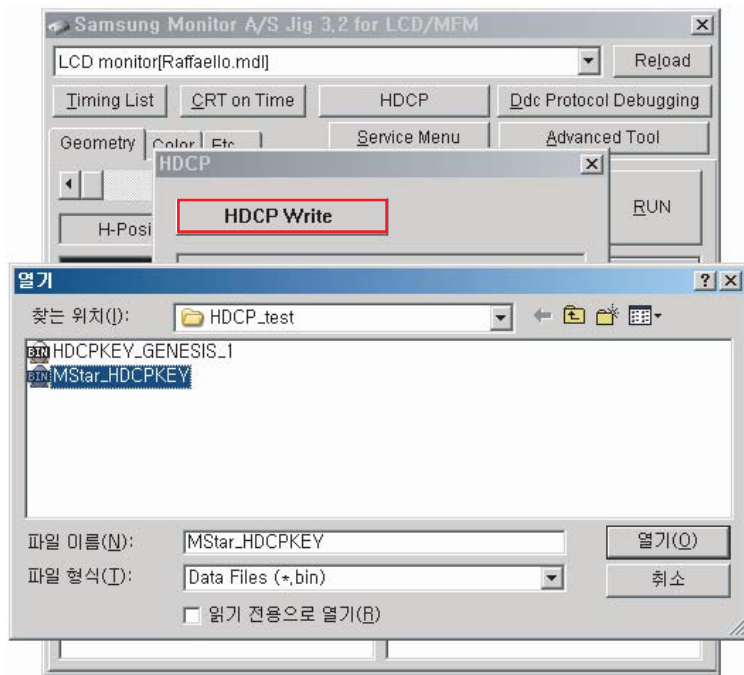 Samsung Monitor A/S Jig 3,2 for LCD/MFM
LCD monitor[Raffaello.mdl]
Reload
Timing List CRT on Time HDCP Ddc Protocol Debugging
Geometry Color Etc Service Menu Advanced Tool
HDCP
HDCP Write
RUN
H-Posi
열기
찾는 위치(I): HDCP_test
BIN HDCPKEY_GENESIS_1
BIN MStar_HDCPKEY
파일 이름(N): MStar_HDCPKEY 열기(O)
파일 형식(T): Data Files (*,bin) 취소
읽기 전용으로 열기(R)